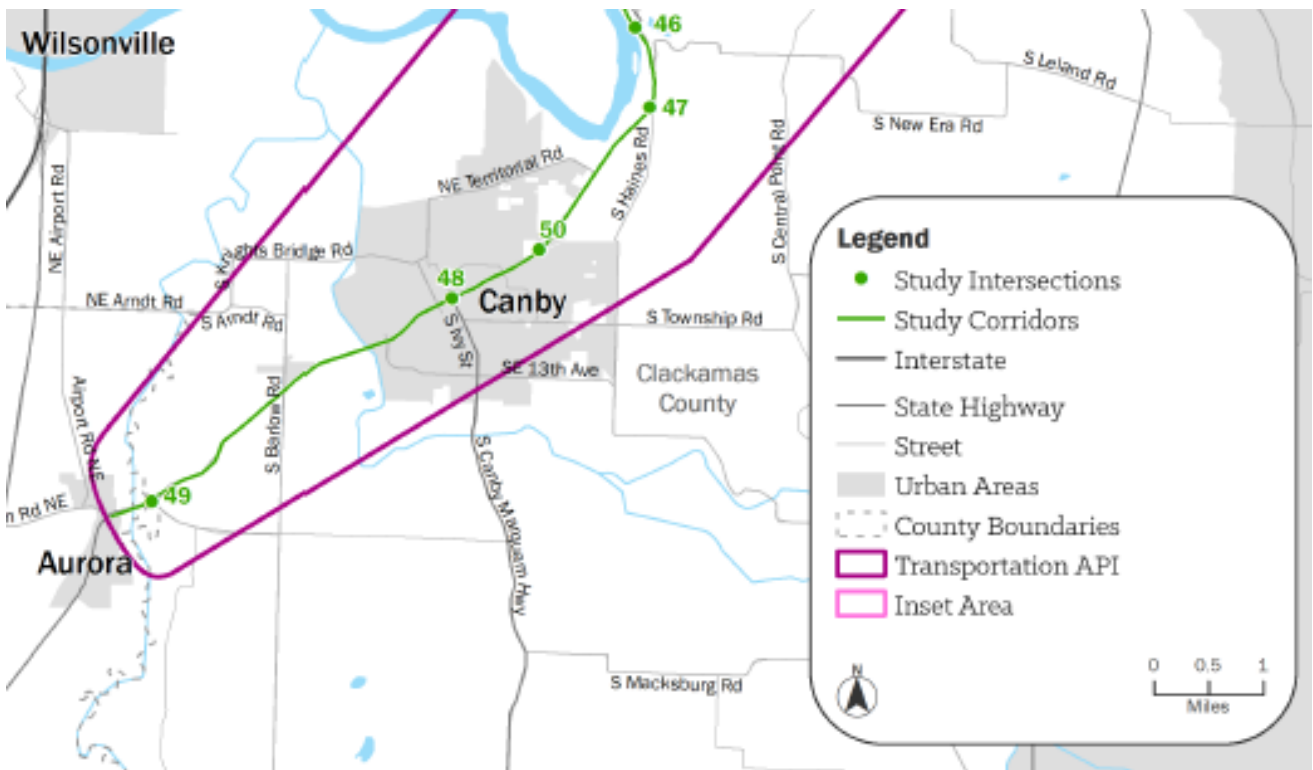 Wilsonville
46
S Leland Rd
47
S New Era Rd
NE Territorial Rd
S Haines Rd
S Central Point Rd
NE Airport Rd
50
S Knights Bridge Rd
48
Canby
NE Arndt Rd
S Arndt Rd
S Ivy St
S Township Rd
SE 13th Ave
Clackamas
County
Airport Rd NE
S Barlow Rd
49
n Rd NE
Aurora
S Canby Marquam Hwy
S Macksburg Rd
Legend
Study Intersections
Study Corridors
Interstate
State Highway
Street
Urban Areas
County Boundaries
Transportation API
Inset Area
N
0 0.5 1
Miles